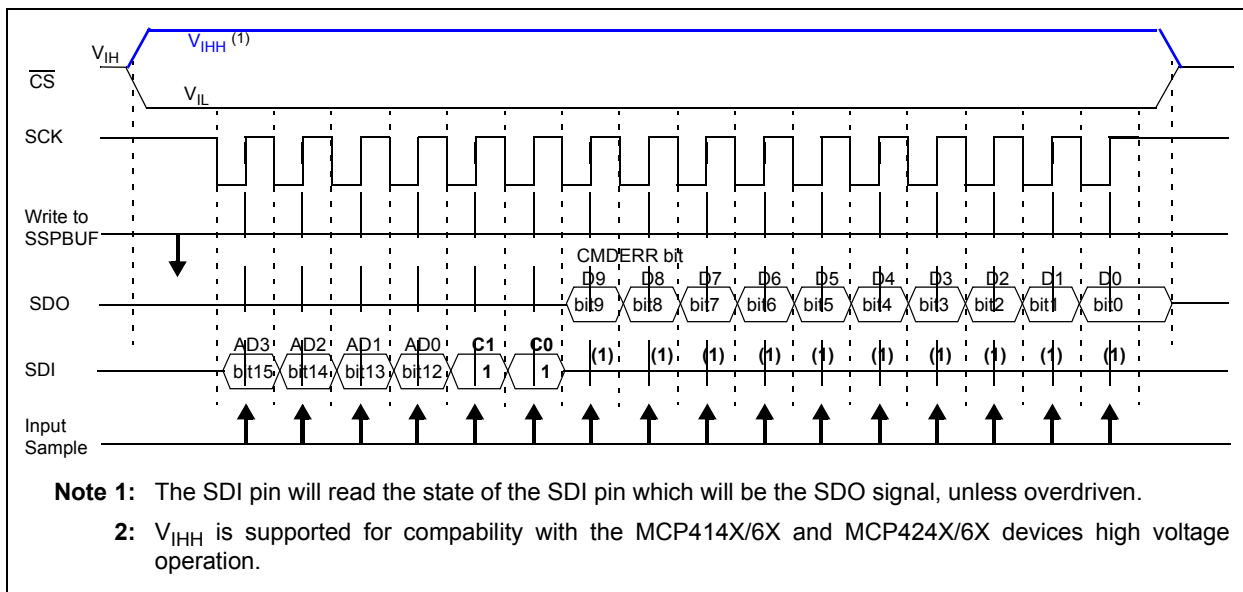 VIHH (1)
VIH
CS
VIL
SCK
Write to
SSPBUF
CMDERR bit
D9 D8 D7 D6 D5 D4 D3 D2 D1 D0
SDO
bit9 bit8 bit7 bit6 bit5 bit4 bit3 bit2 bit1 bit0
AD3 AD2 AD1 AD0 C1 C0
(1) (1) (1) (1) (1) (1) (1) (1) (1) (1)
SDI
bit15 bit14 bit13 bit12 1 1
Input
Sample
Note 1: The SDI pin will read the state of the SDI pin which will be the SDO signal, unless overdriven.
2: VIHH is supported for compability with the MCP414X/6X and MCP424X/6X devices high voltage
operation.